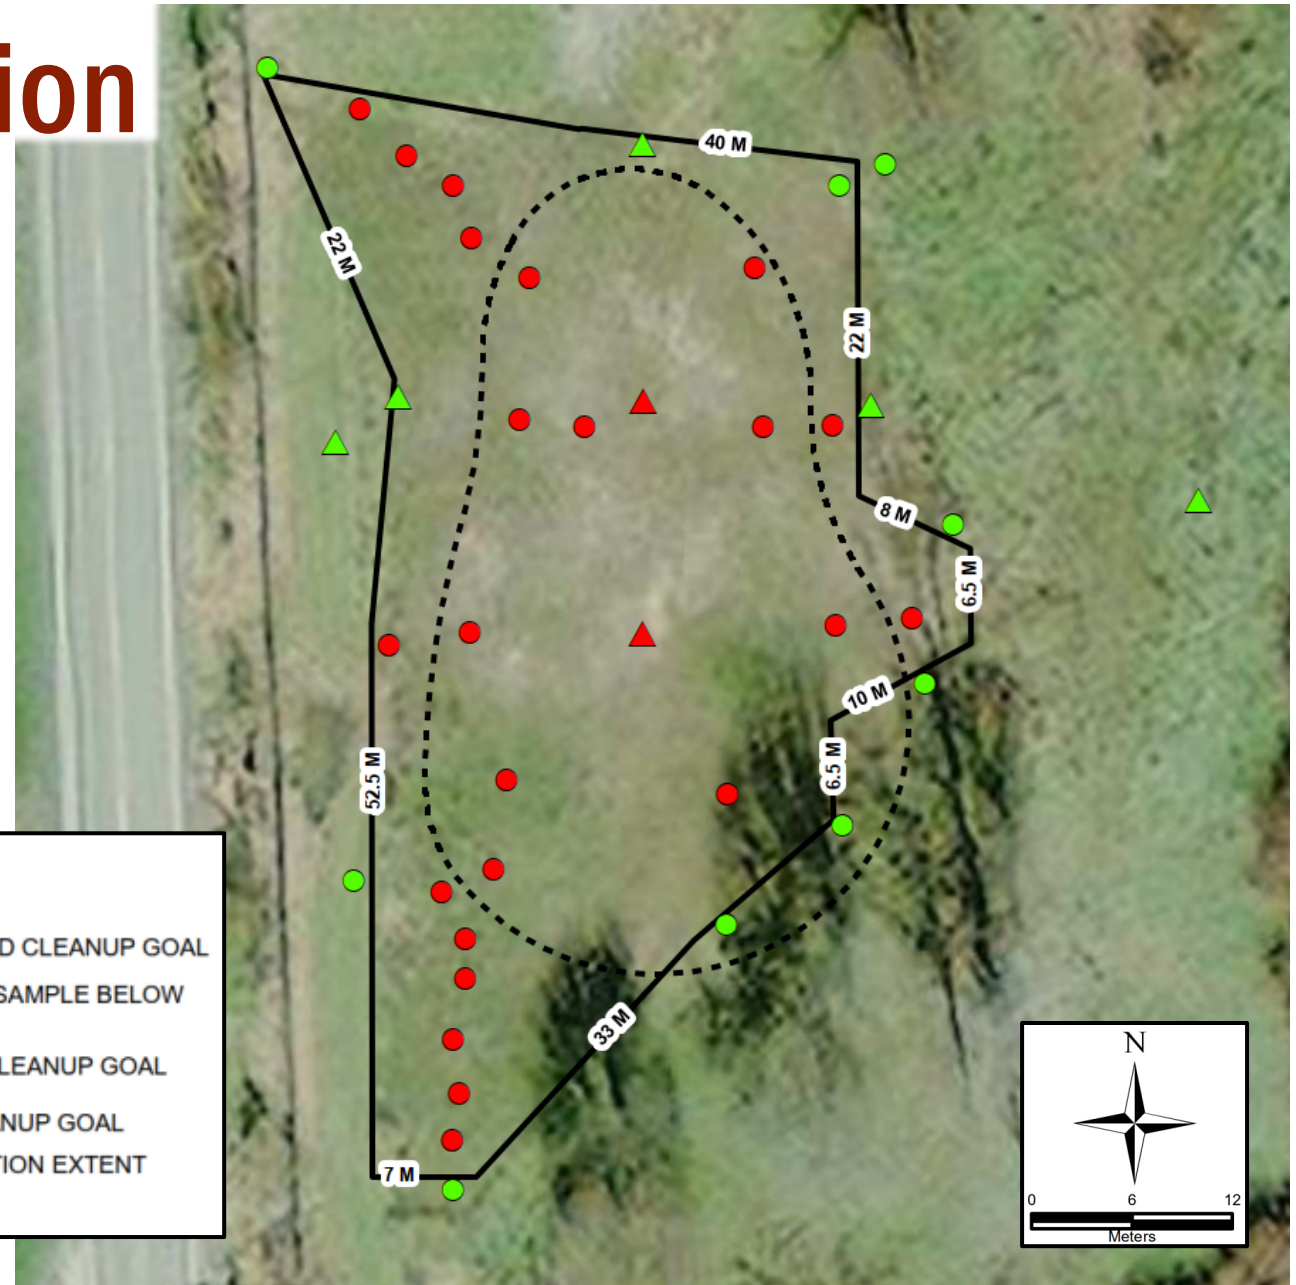 ion
40 M
22 M
22 M
8 M
6.5 M
10 M
6.5 M
52.5 M
33 M
7 M
D CLEANUP GOAL
SAMPLE BELOW
LEANUP GOAL
NUP GOAL
TION EXTENT
N
0 6 12
Meters